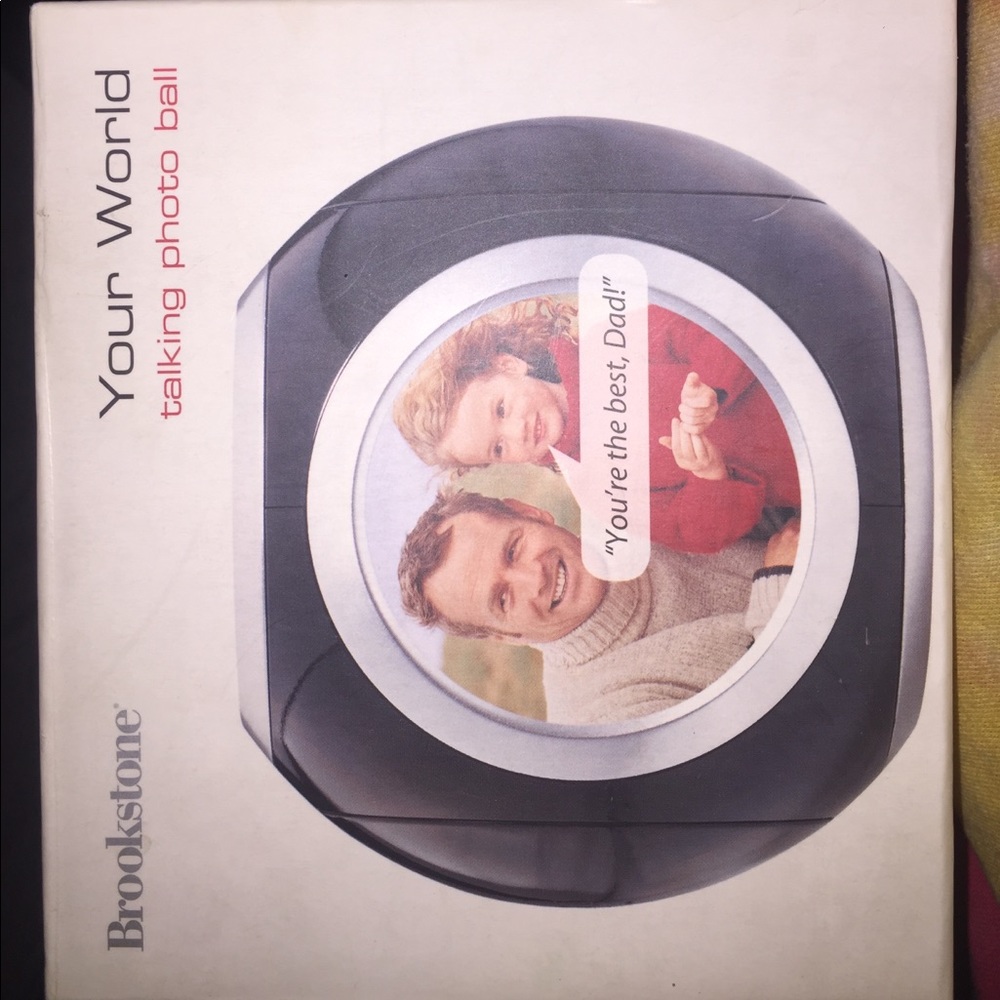 Brookstone®
Your World
talking photo ball
"You're the best, Dad!"